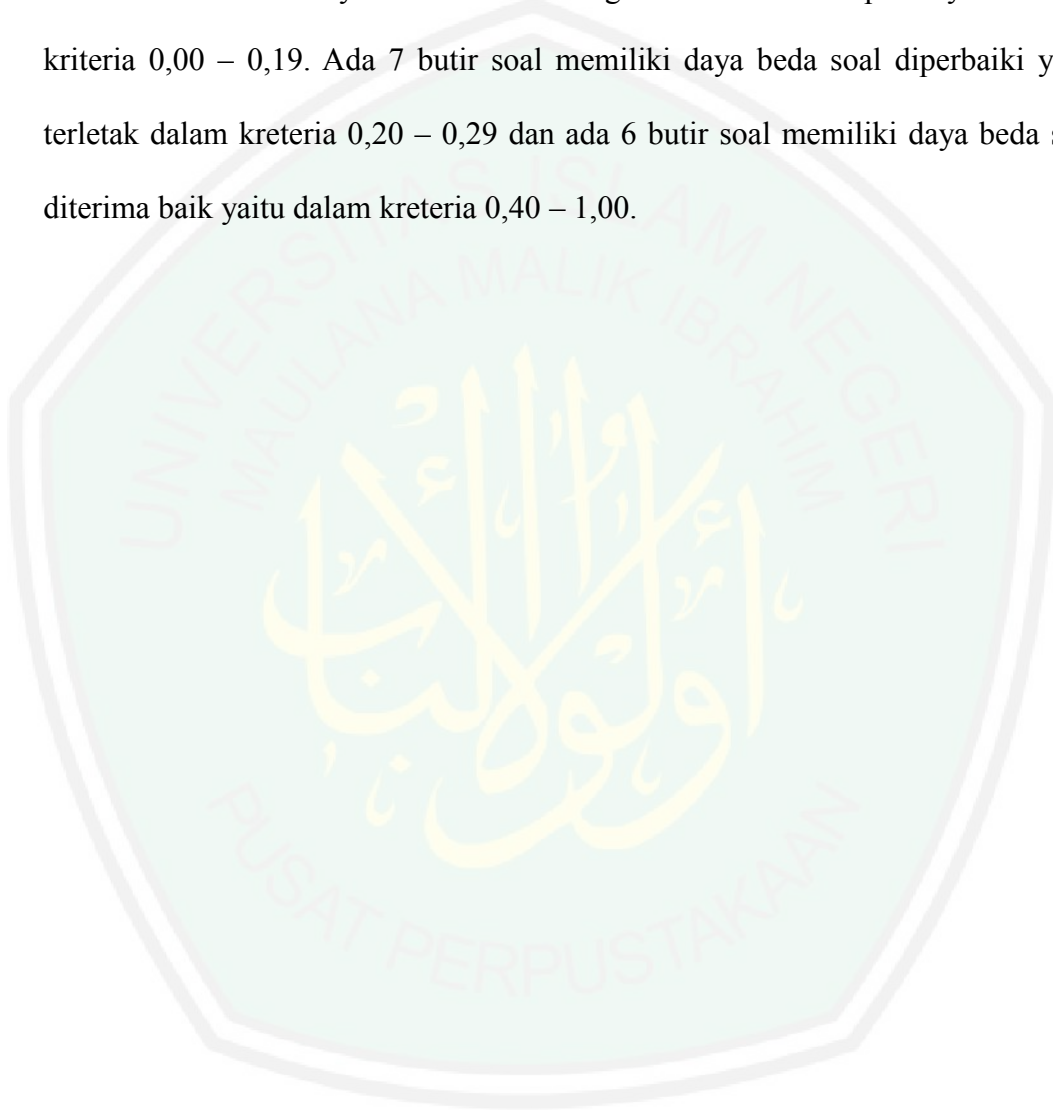 kriteria 0,00 – 0,19. Ada 7 butir soal memiliki daya beda soal diperbaiki y
terletak dalam kreteria 0,20 – 0,29 dan ada 6 butir soal memiliki daya beda s
diterima baik yaitu dalam kreteria 0,40 – 1,00.
UNIVERSITAS ISLAM NEGERI
MAULANA MALIK IBRAHIM
أولوا الألباب
PUSAT PERPUSTAKAAN